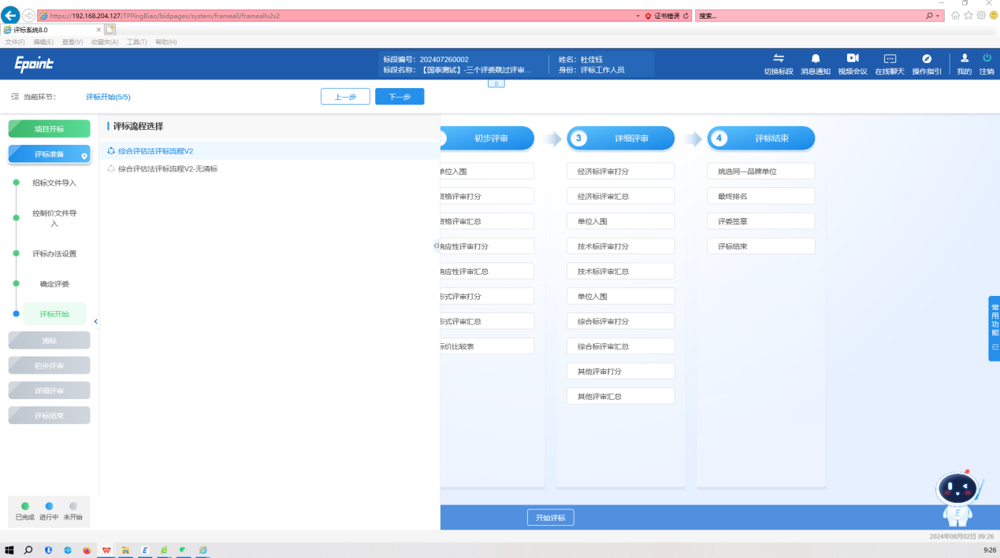 https://192.168.204.127/TPPingBiao/bidpages/system/frameall/frameallv2v2
证书错误
搜索...
评标系统8.0
文件(F) 编辑(E) 查看(V) 收藏夹(A) 工具(T) 帮助(H)
Epoint
标段编号：202407260002
标段名称：【国泰测试】-三个评委跳过评审...
姓名：杜佳钰
身份：评标工作人员
切换标段 消息通知 视频会议 在线聊天 操作指引 我的 注销
当前环节： 评标开始(5/5)
上一步 下一步
项目开标
评标准备
招标文件导入
控制价文件导
入
评标办法设置
确定评委
评标开始
清标
初步评审
详细评审
评标结束
已完成 进行中 未开始
评标流程选择
综合评估法评标流程V2
综合评估法评标流程V2-无清标
初步评审
单位入围
资格评审打分
资格评审汇总
响应性评审打分
响应性评审汇总
形式评审打分
形式评审汇总
标价比较表
3 详细评审
经济标评审打分
经济标评审汇总
单位入围
技术标评审打分
技术标评审汇总
单位入围
综合标评审打分
综合标评审汇总
其他评审打分
其他评审汇总
4 评标结束
挑选同一品牌单位
最终排名
评委签章
评标结束
常用功能
开始评标
2024年08月02日 09:26
9:26